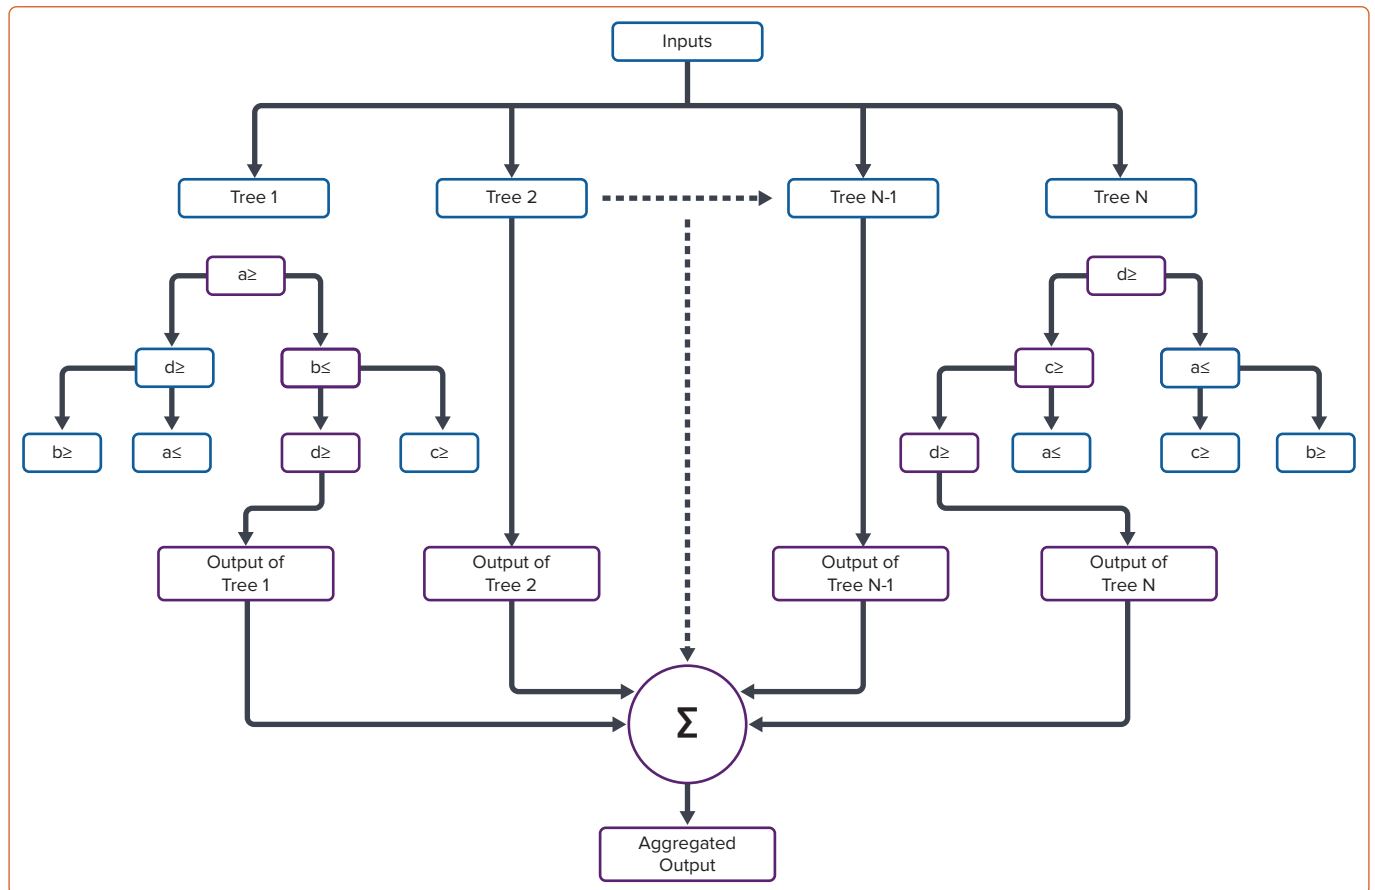 Inputs
Tree 1
Tree 2
Tree N-1
Tree N
a≥
d≥
d≥
b≤
c≥
a≤
b≥
a≤
d≥
c≥
d≥
a≤
c≥
b≥
Output of
Tree 1
Output of
Tree 2
Output of
Tree N-1
Output of
Tree N
Σ
Aggregated
Output